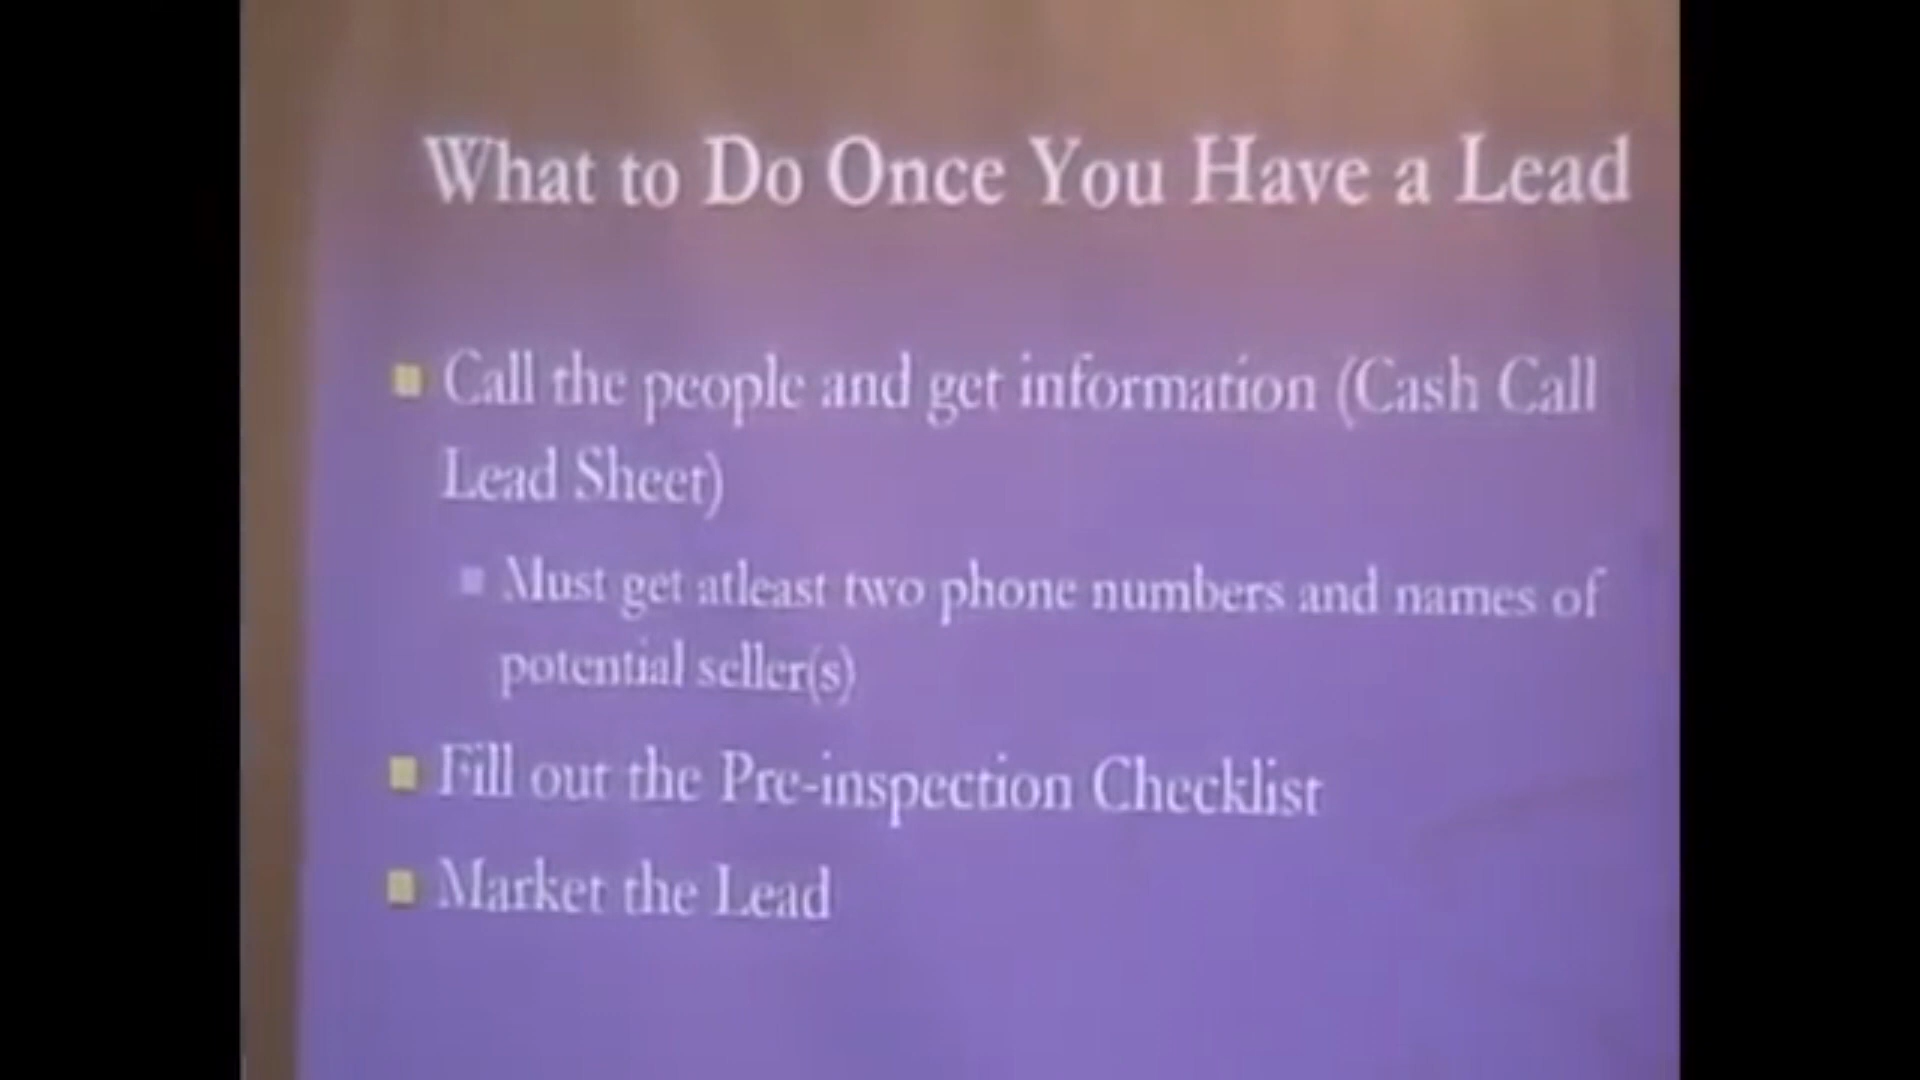 What to Do Once You Have a Lead
Call the people and get information (Cash Call
Lead Sheet)
Must get atleast two phone numbers and names of
potential seller(s)
Fill out the Pre-inspection Checklist
Market the Lead